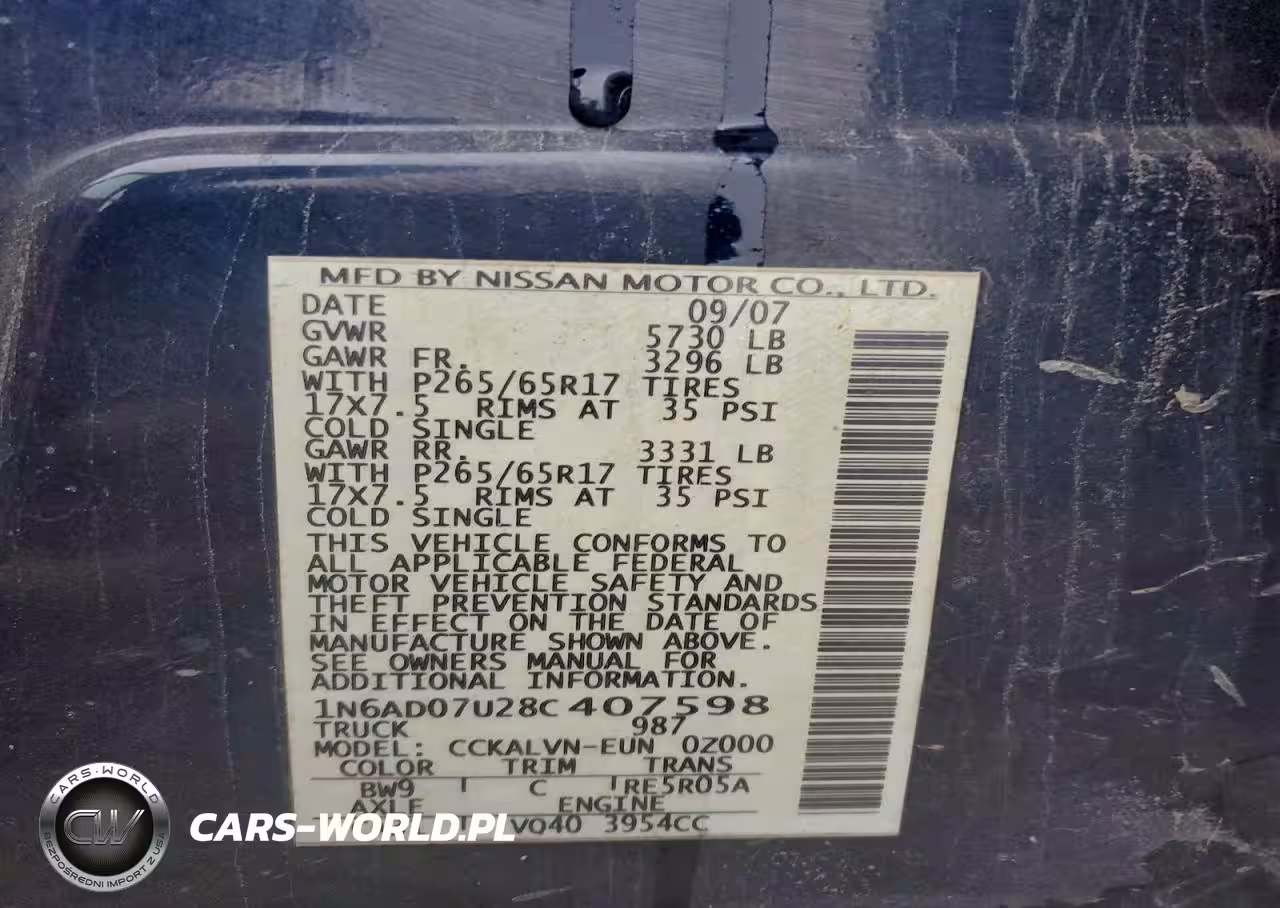 MFD BY NISSAN MOTOR CO., LTD.
DATE 09/07
GVWR 5730 LB
GAWR FR. 3296 LB
WITH P265/65R17 TIRES
17X7.5 RIMS AT 35 PSI
COLD SINGLE
GAWR RR. 3331 LB
WITH P265/65R17 TIRES
17X7.5 RIMS AT 35 PSI
COLD SINGLE
THIS VEHICLE CONFORMS TO
ALL APPLICABLE FEDERAL
MOTOR VEHICLE SAFETY AND
THEFT PREVENTION STANDARDS
IN EFFECT ON THE DATE OF
MANUFACTURE SHOWN ABOVE.
SEE OWNERS MANUAL FOR
ADDITIONAL INFORMATION.
1N6AD07U28C407598
TRUCK 987
MODEL: CCKALVN-EUN 0Z000
COLOR TRIM TRANS
BW9 C RE5R05A
AXLE ENGINE
VQ40 3954CC
CARS-WORLD
CW
BEZPOŚREDNI IMPORT Z USA
CARS-WORLD.PL